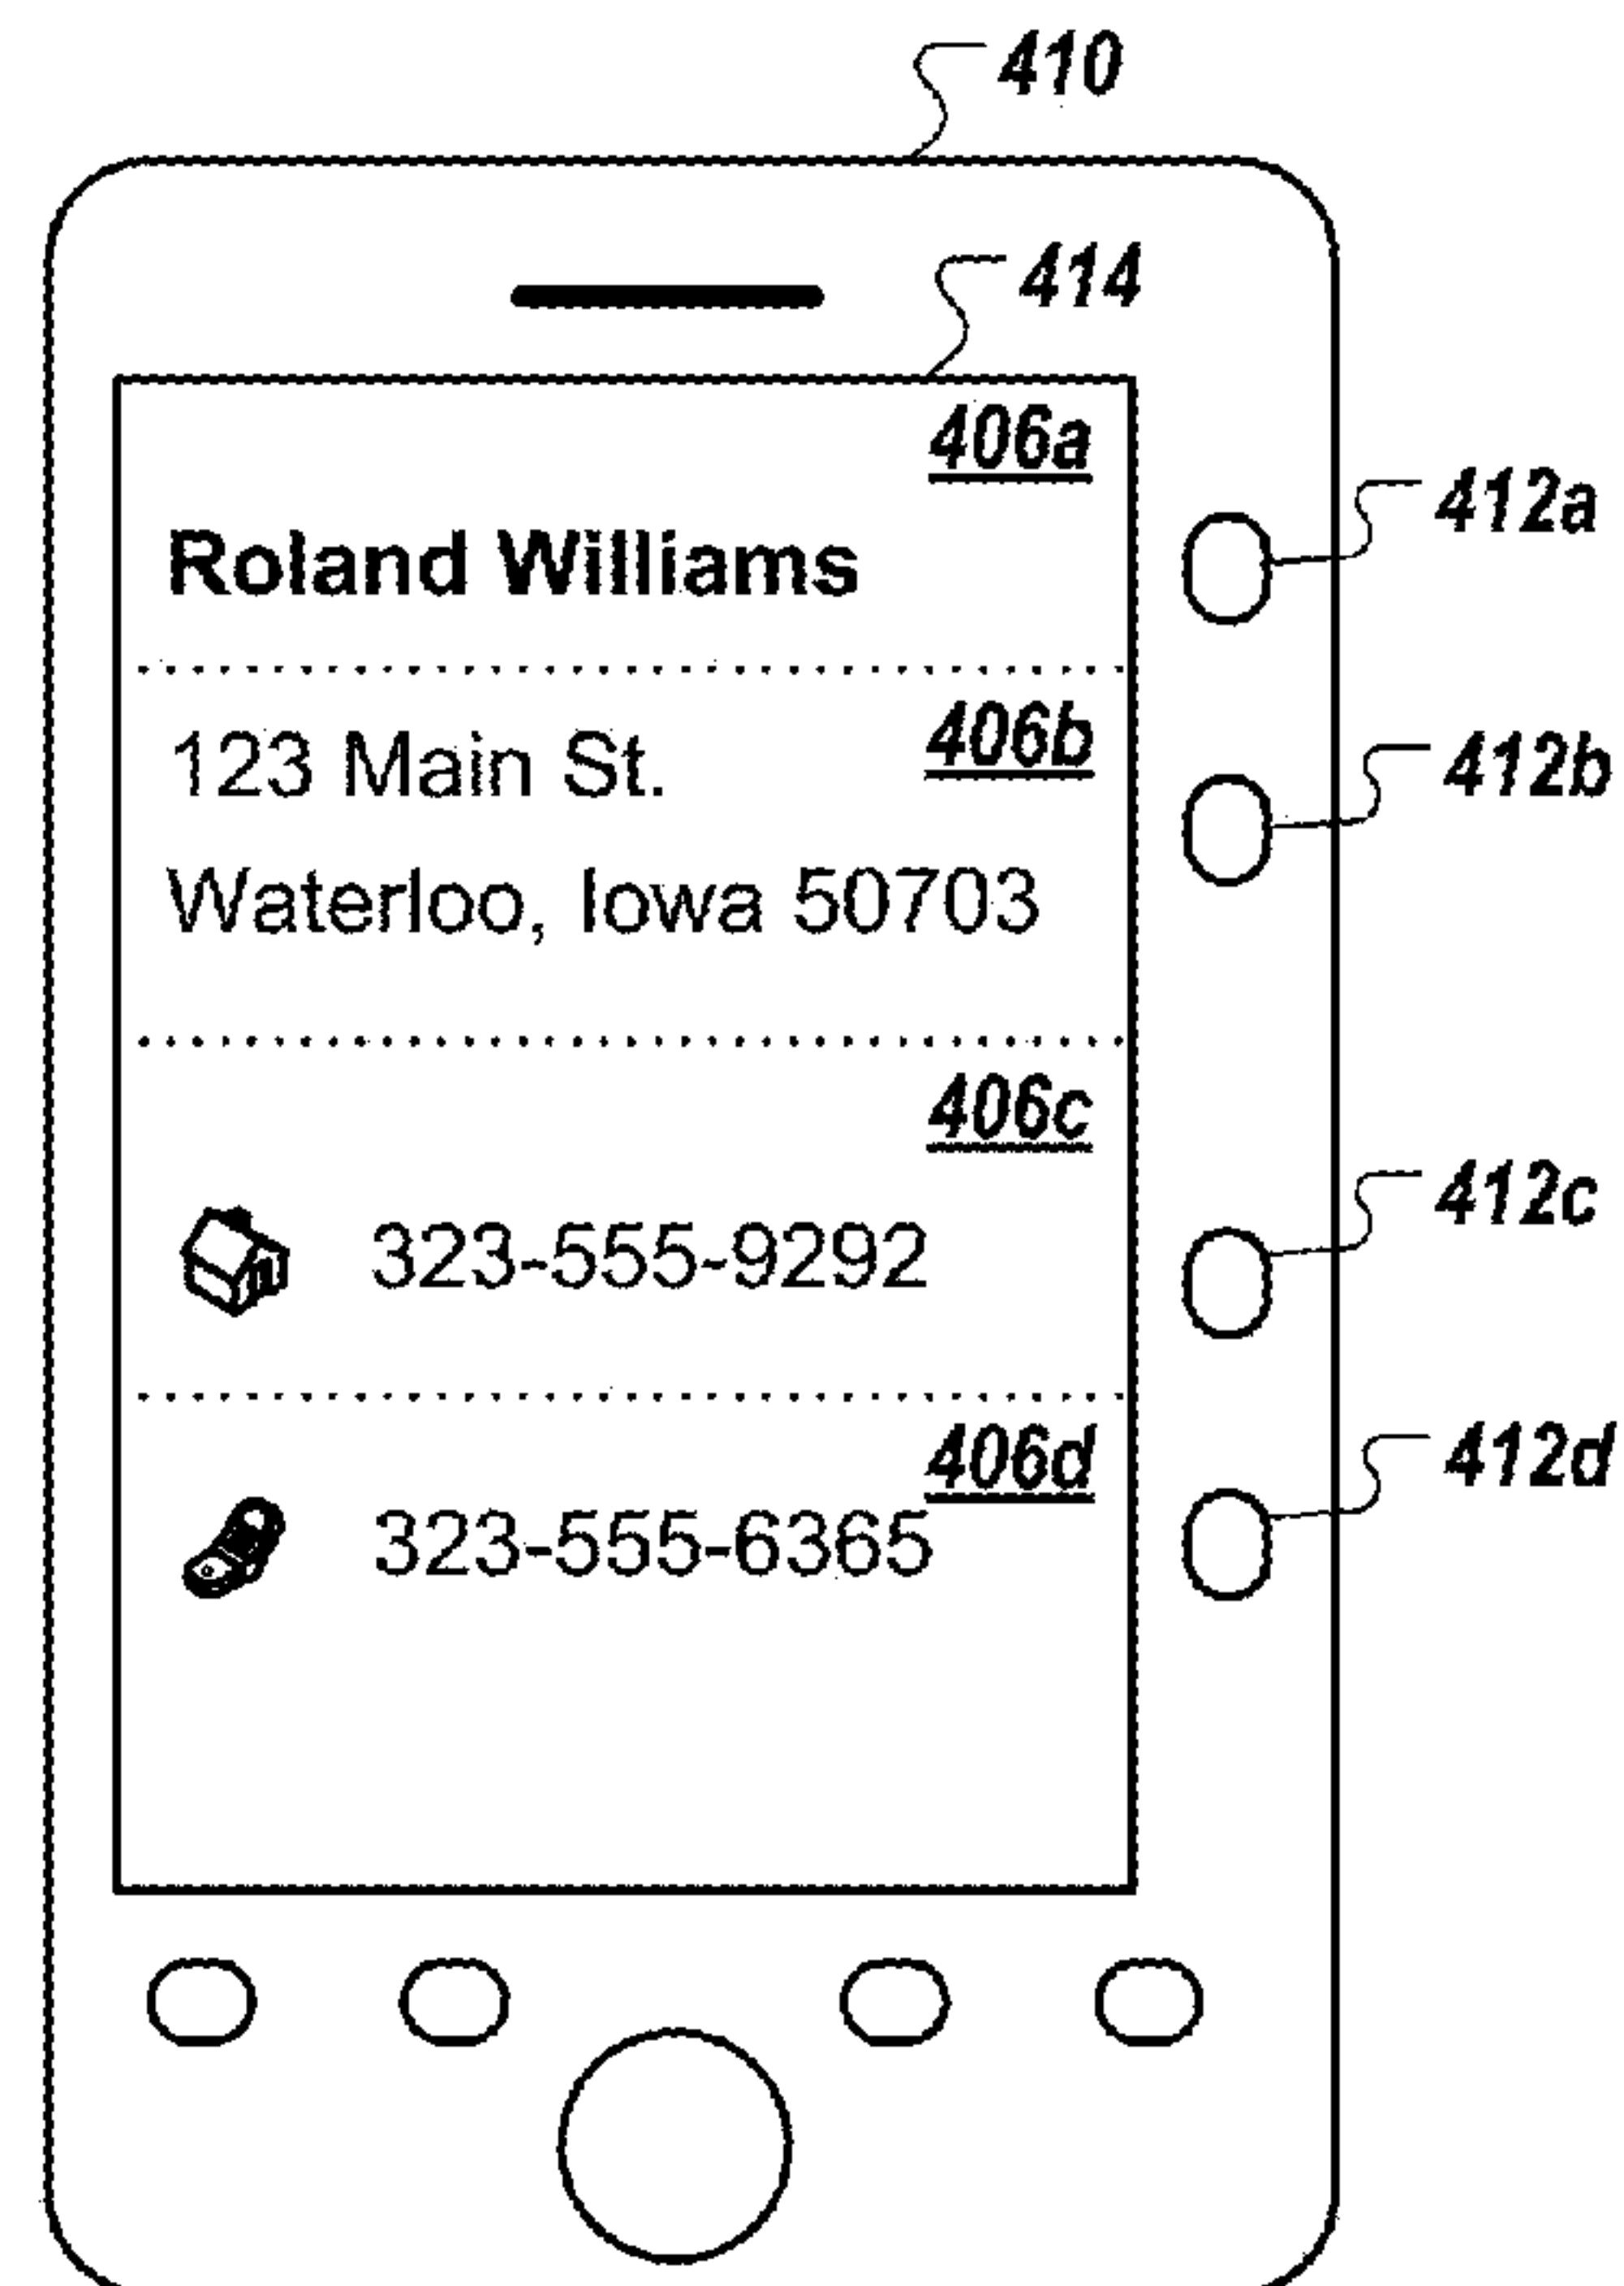 410
414
406a
412a
Roland Williams
406b
412b
123 Main St.
Waterloo, Iowa 50703
406c
412c
323-555-9292
406d
412d
323-555-6365